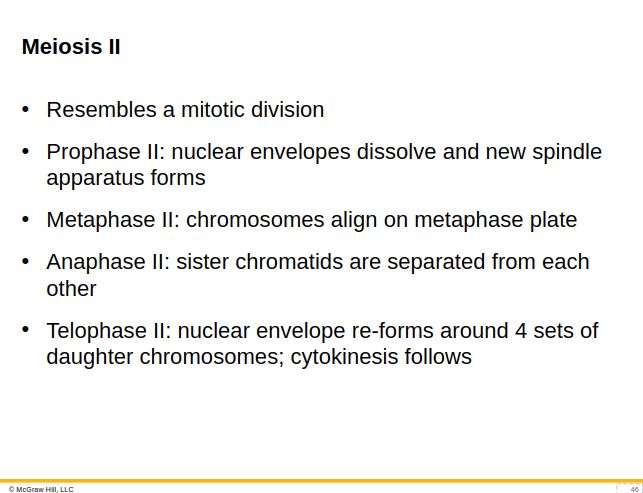 Meiosis II
• Resembles a mitotic division
• Prophase II: nuclear envelopes dissolve and new spindle
apparatus forms
• Metaphase II: chromosomes align on metaphase plate
• Anaphase II: sister chromatids are separated from each
other
• Telophase II: nuclear envelope re-forms around 4 sets of
daughter chromosomes; cytokinesis follows
© McGraw Hill, LLC
46